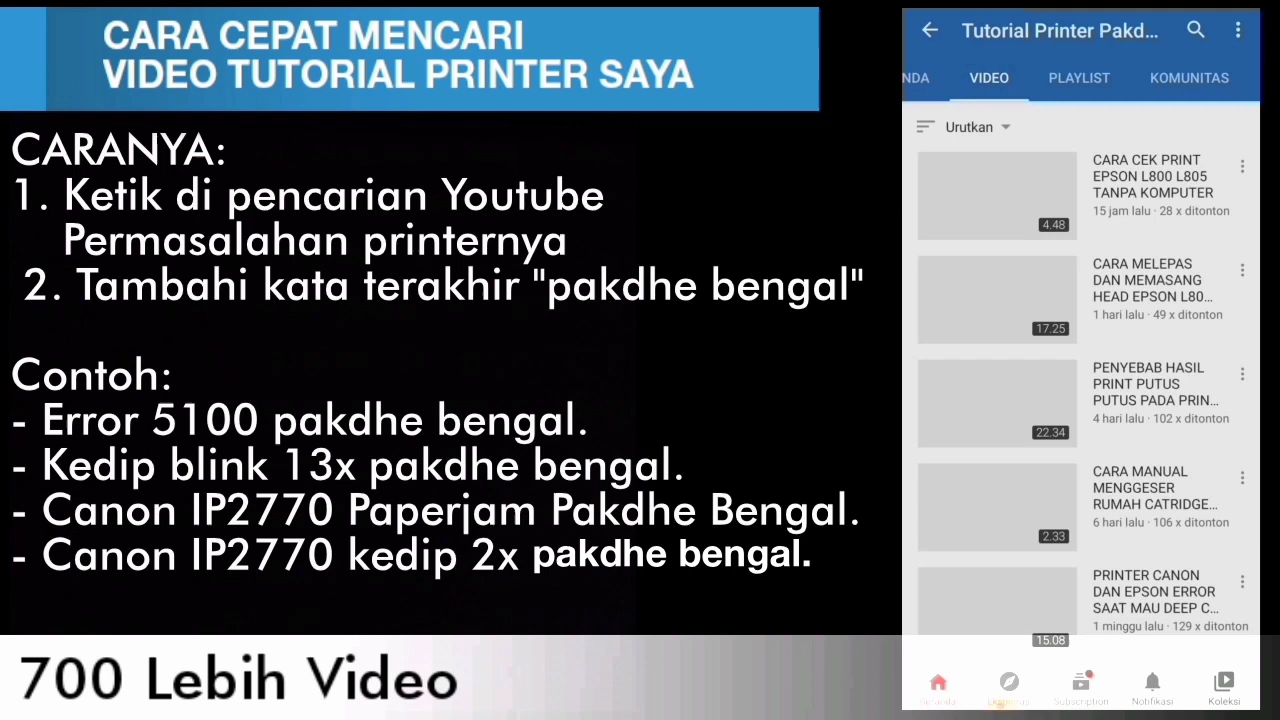 CARA CEPAT MENCARI
VIDEO TUTORIAL PRINTER SAYA
CARANYA:
1. Ketik di pencarian Youtube
Permasalahan printernya
2. Tambahi kata terakhir "pakdhe bengal"
Contoh:
- Error 5100 pakdhe bengal.
- Kedip blink 13x pakdhe bengal.
- Canon IP2770 Paperjam Pakdhe Bengal.
- Canon IP2770 kedip 2x pakdhe bengal.
700 Lebih Video
Tutorial Printer Pakd...
NDA VIDEO PLAYLIST KOMUNITAS
Urutkan
CARA CEK PRINT
EPSON L800 L805
TANPA KOMPUTER
15 jam lalu · 28 x ditonton
4.48
CARA MELEPAS
DAN MEMASANG
HEAD EPSON L80...
1 hari lalu · 49 x ditonton
17.25
PENYEBAB HASIL
PRINT PUTUS
PUTUS PADA PRIN...
4 hari lalu · 102 x ditonton
22.34
CARA MANUAL
MENGGESER
RUMAH CATRIDGE...
6 hari lalu · 106 x ditonton
2.33
PRINTER CANON
DAN EPSON ERROR
SAAT MAU DEEP C...
1 minggu lalu · 129 x ditonton
15.08
Beranda Eksplorasi Subscription Notifikasi Koleksi